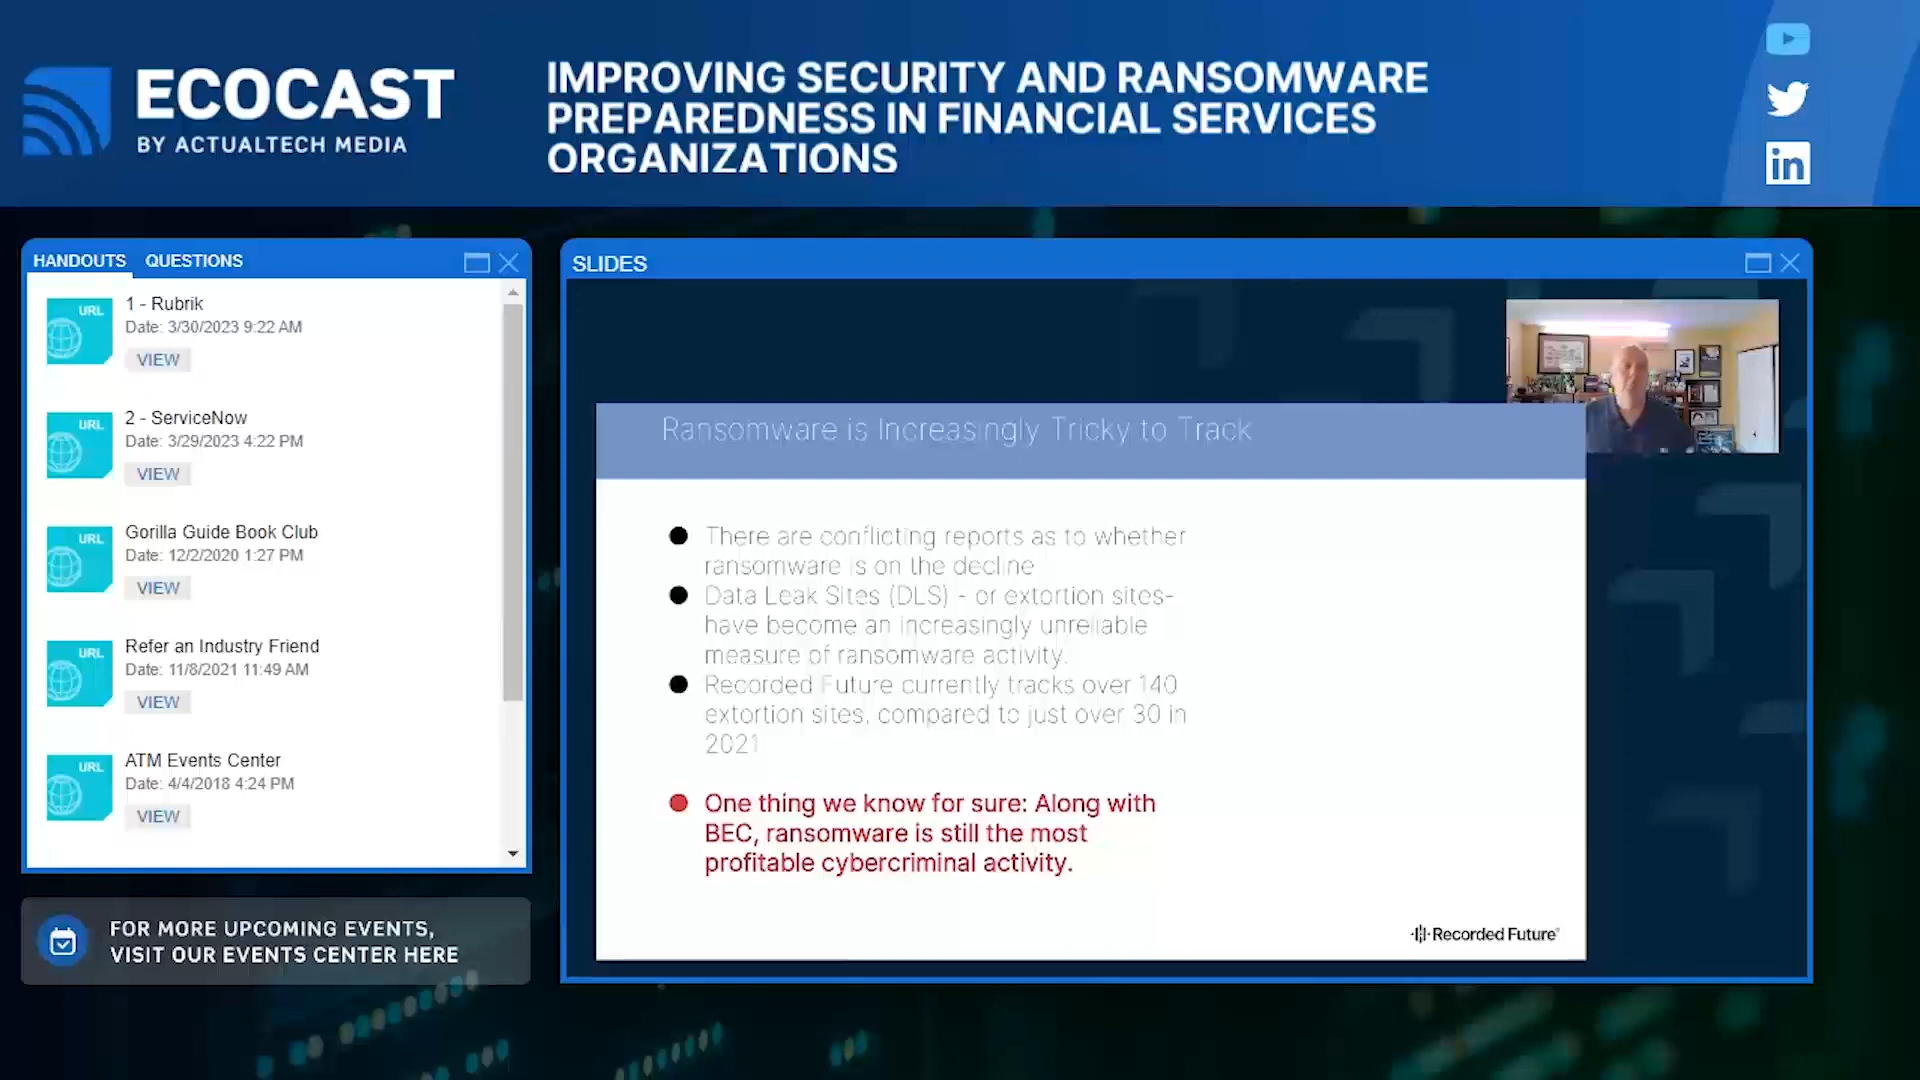 ECOCAST
BY ACTUALTECH MEDIA
IMPROVING SECURITY AND RANSOMWARE
PREPAREDNESS IN FINANCIAL SERVICES
ORGANIZATIONS
in
HANDOUTS QUESTIONS
URL
1 - Rubrik
Date: 3/30/2023 9:22 AM
VIEW
URL
2 - ServiceNow
Date: 3/29/2023 4:22 PM
VIEW
URL
Gorilla Guide Book Club
Date: 12/2/2020 1:27 PM
VIEW
URL
Refer an Industry Friend
Date: 11/8/2021 11:49 AM
VIEW
URL
ATM Events Center
Date: 4/4/2018 4:24 PM
VIEW
FOR MORE UPCOMING EVENTS,
VISIT OUR EVENTS CENTER HERE
SLIDES
Ransomware is Increasingly Tricky to Track
● There are conflicting reports as to whether
ransomware is on the decline
● Data Leak Sites (DLS) - or extortion sites-
have become an increasingly unreliable
measure of ransomware activity.
● Recorded Future currently tracks over 140
extortion sites, compared to just over 30 in
2021
● One thing we know for sure: Along with
BEC, ransomware is still the most
profitable cybercriminal activity.
Recorded Future®